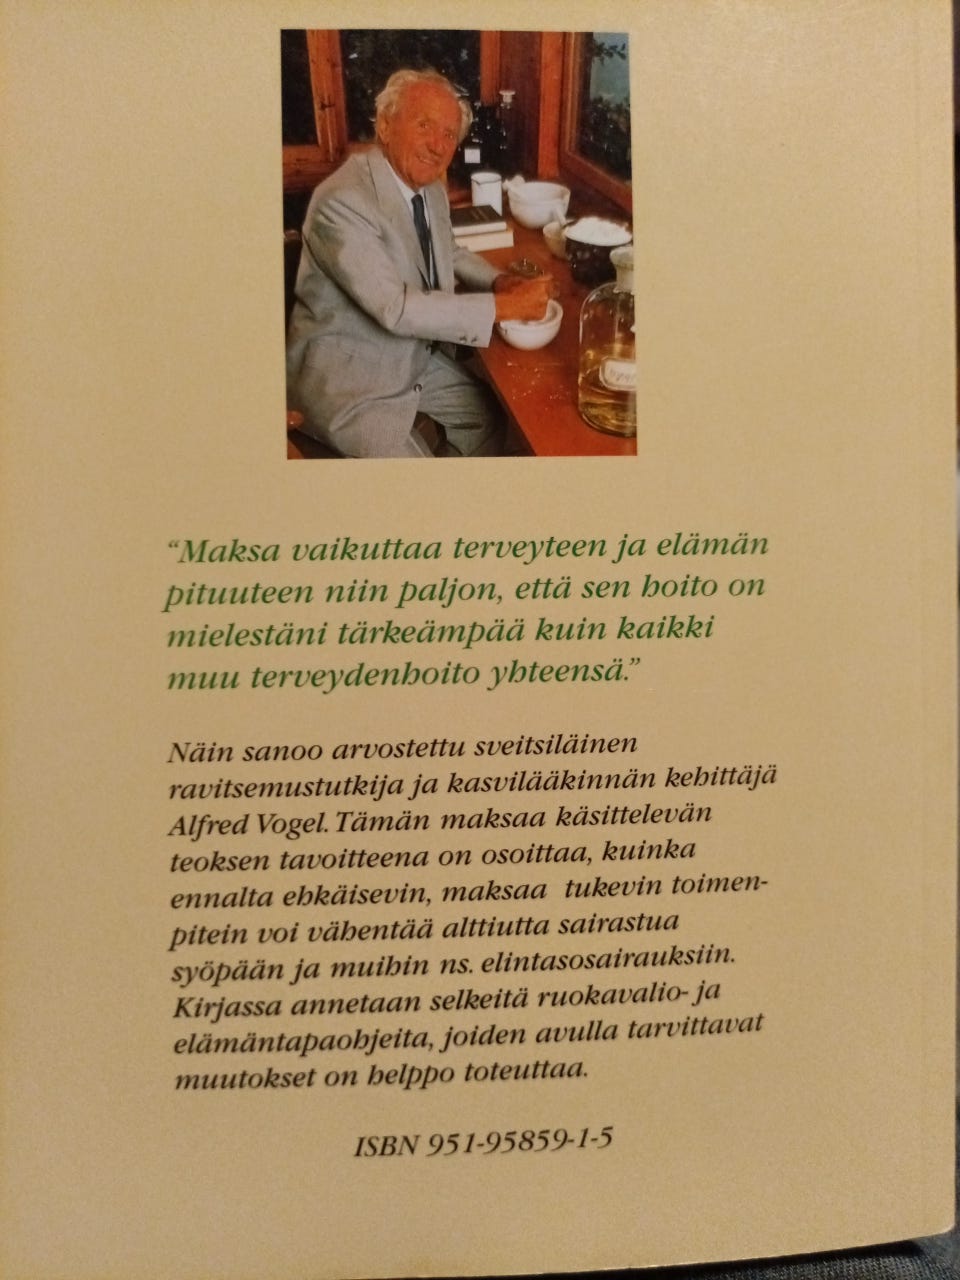 “Maksa vaikuttaa terveyteen ja elämän
pituuteen niin paljon, että sen hoito on
mielestäni tärkeämpää kuin kaikki
muu terveydenhoito yhteensä.”
Näin sanoo arvostettu sveitsiläinen
ravitsemustutkija ja kasvilääkinnän kehittäjä
Alfred Vogel. Tämän maksaa käsittelevän
teoksen tavoitteena on osoittaa, kuinka
ennalta ehkäisevin, maksaa tukevin toimen-
pitein voi vähentää alttiutta sairastua
syöpään ja muihin ns. elintasosairauksiin.
Kirjassa annetaan selkeitä ruokavalio- ja
elämäntapaohjeita, joiden avulla tarvittavat
muutokset on helppo toteuttaa.
ISBN 951-95859-1-5